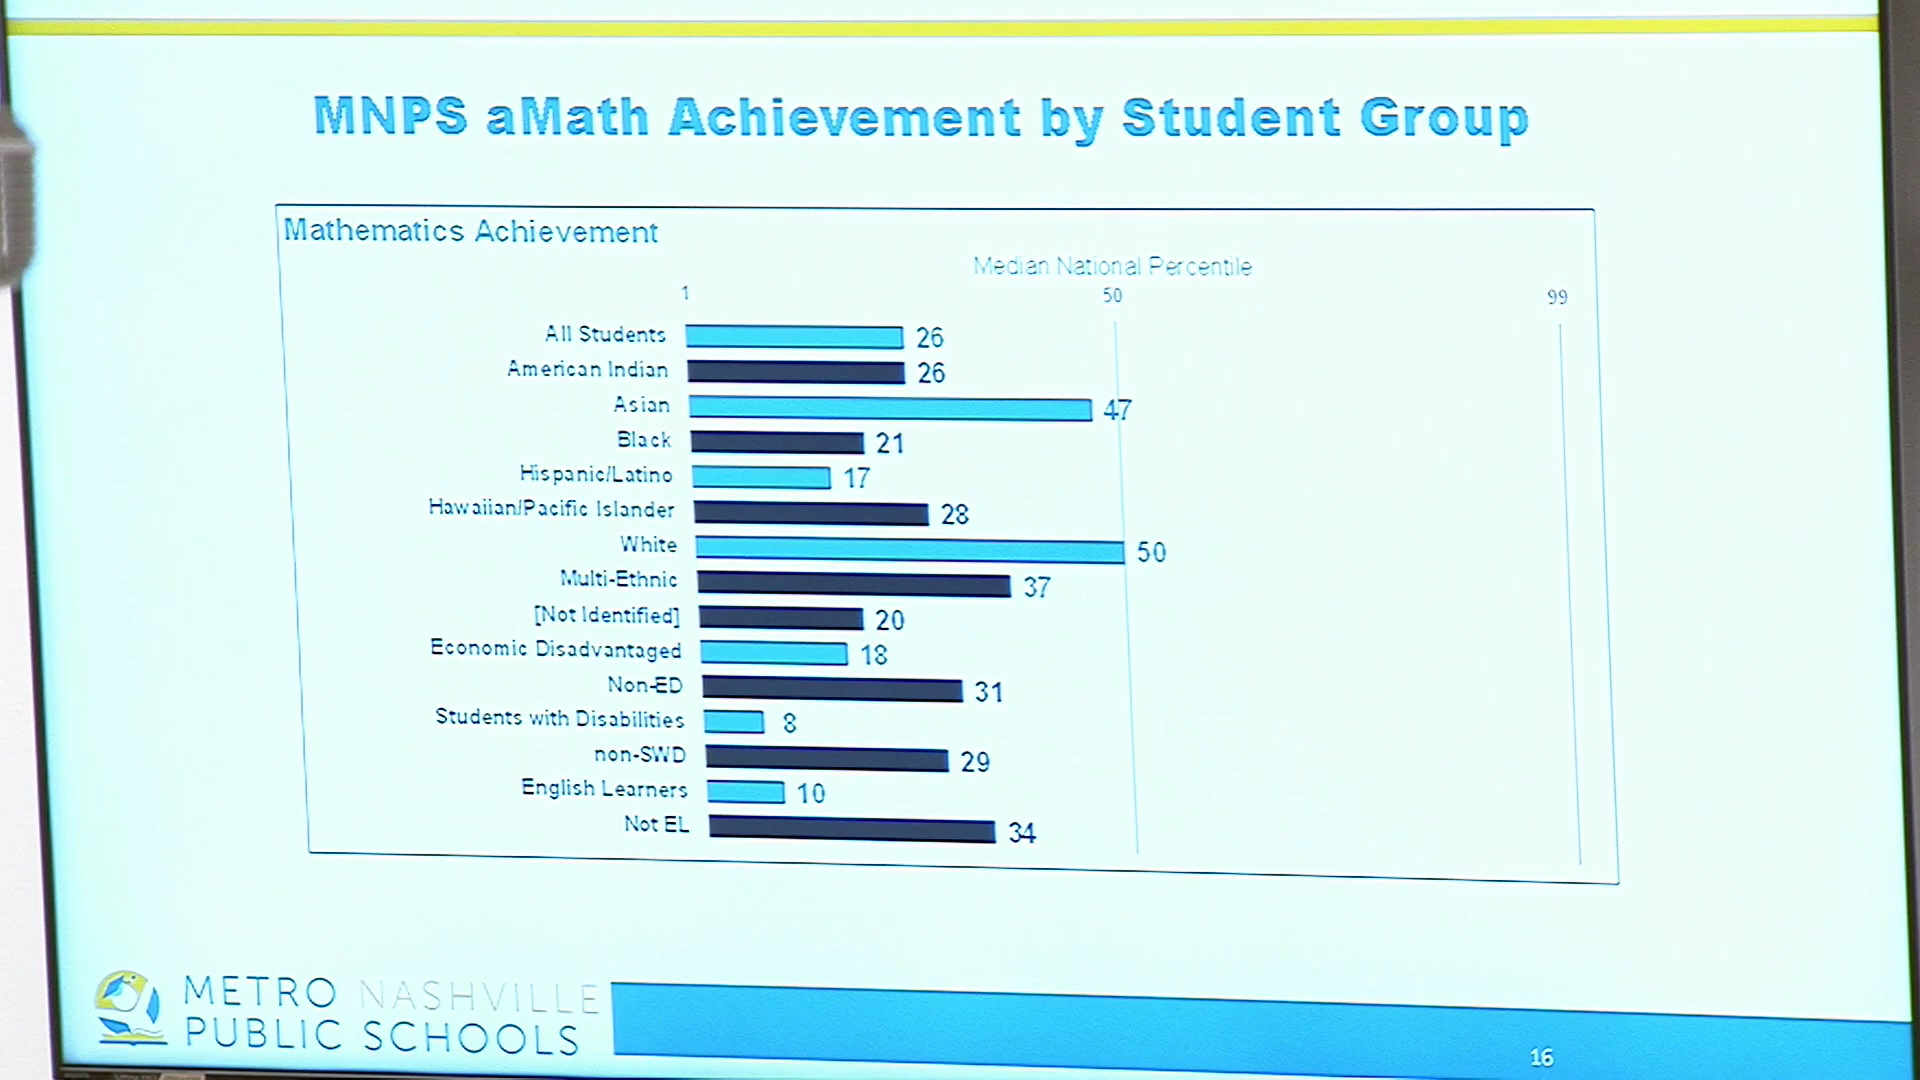 MNPS aMath Achievement by Student Group
Mathematics Achievement
Median National Percentile
1 50 99
All Students 26
American Indian 26
Asian 47
Black 21
Hispanic/Latino 17
Hawaiian/Pacific Islander 28
White 50
Multi-Ethnic 37
[Not Identified] 20
Economic Disadvantaged 18
Non-ED 31
Students with Disabilities 8
non-SWD 29
English Learners 10
Not EL 34
METRO NASHVILLE
PUBLIC SCHOOLS
16